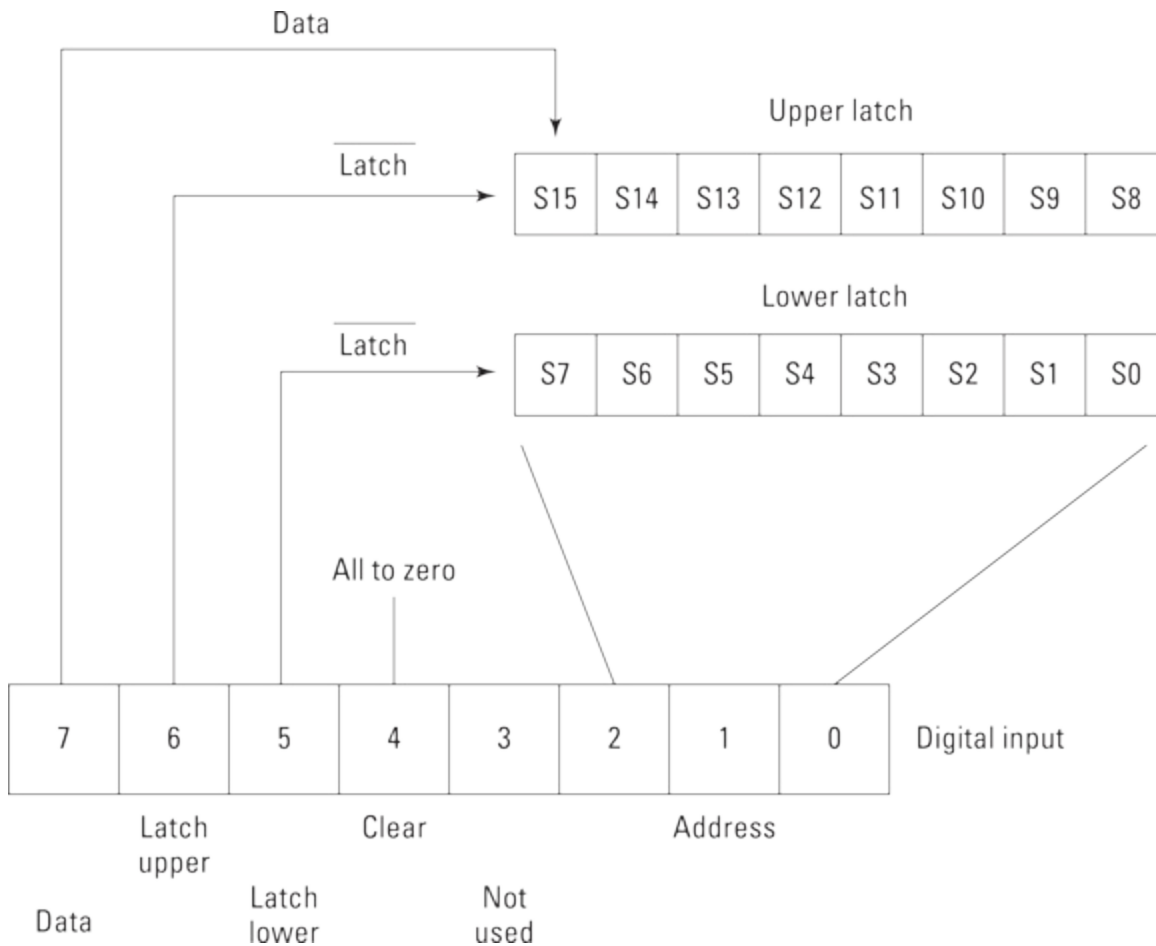 Data
Upper latch
Latch
S15 S14 S13 S12 S11 S10 S9 S8
Lower latch
Latch
S7 S6 S5 S4 S3 S2 S1 S0
All to zero
7 6 5 4 3 2 1 0 Digital input
Latch
upper
Clear
Address
Data
Latch
lower
Not
used